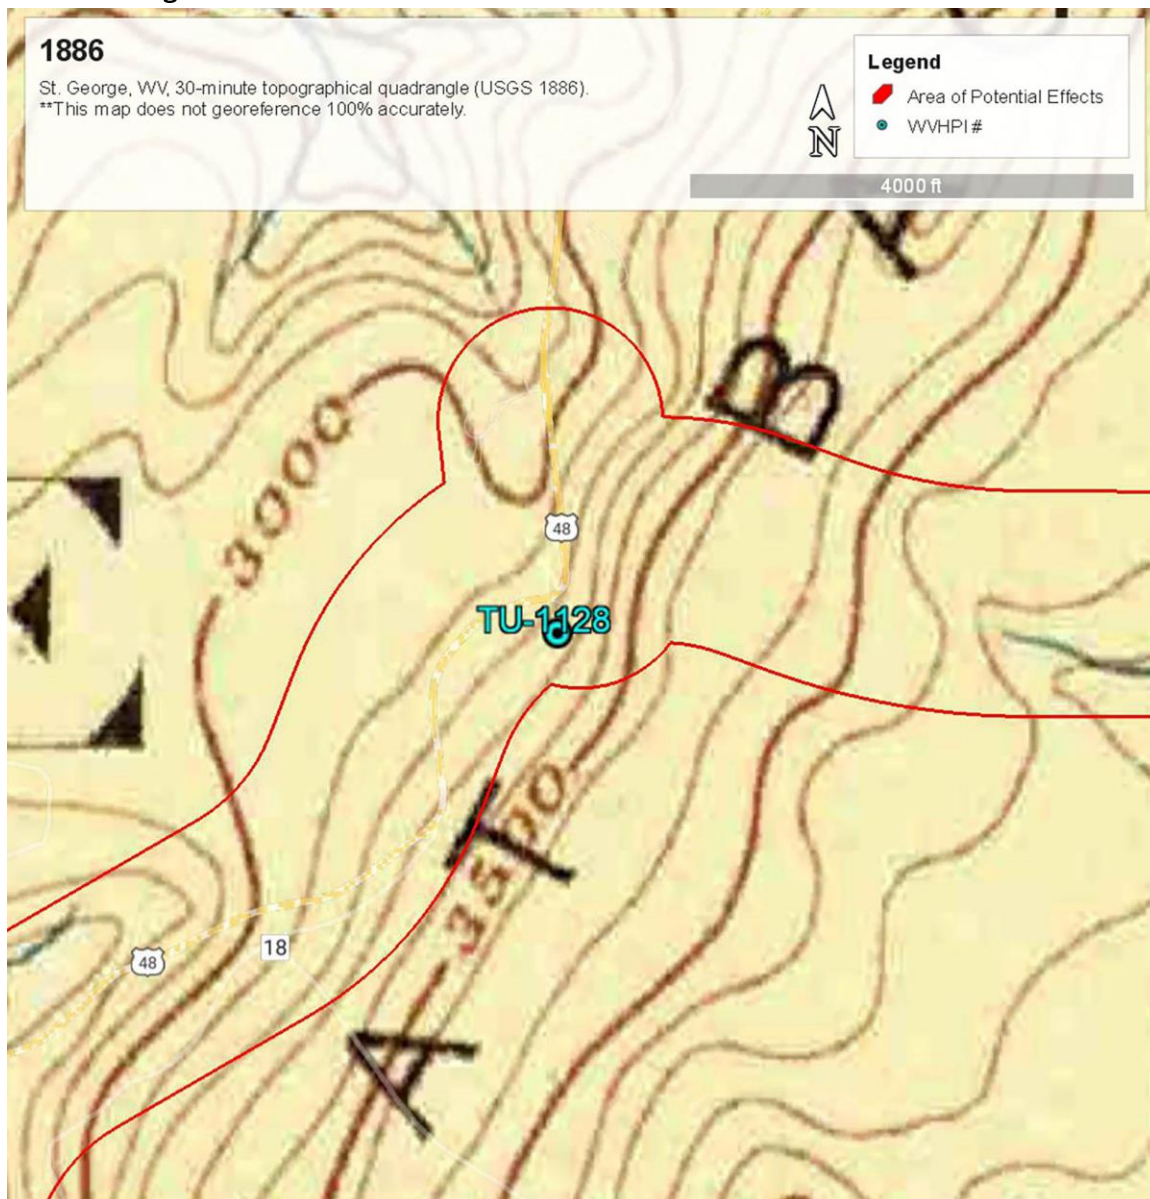 1886
St. George, WV, 30-minute topographical quadrangle (USGS 1886).
**This map does not georeference 100% accurately.
N
Legend
Area of Potential Effects
WVHPI #
4000 ft
B
3000
48
TU-1128
T
3500
18
48
A